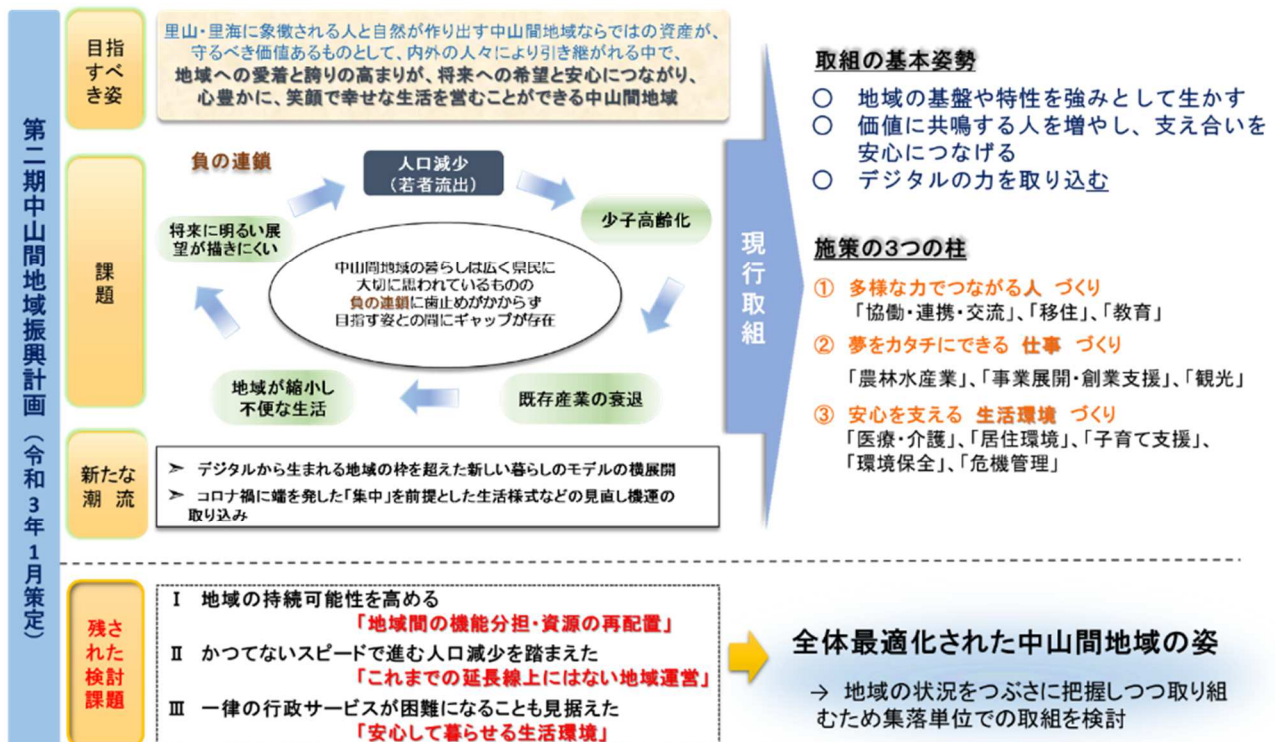 第二期中山間地域振興計画（令和3年1月策定）
目指
すべ
き姿
里山・里海に象徴される人と自然が作り出す中山間地域ならではの資産が、
守るべき価値あるものとして、内外の人々により引き継がれる中で、
地域への愛着と誇りの高まりが、将来への希望と安心につながり、
心豊かに、笑顔で幸せな生活を営むことができる中山間地域
課題
負の連鎖
人口減少
（若者流出）
少子高齢化
既存産業の衰退
地域が縮小し
不便な生活
将来に明るい展
望が描きにくい
中山間地域の暮らしは広く県民に
大切に思われているものの
負の連鎖に歯止めがかからず
目指す姿との間にギャップが存在
新たな
潮 流
➢ デジタルから生まれる地域の枠を超えた新しい暮らしのモデルの横展開
➢ コロナ禍に端を発した「集中」を前提とした生活様式などの見直し機運の
取り込み
現行取組
取組の基本姿勢
○ 地域の基盤や特性を強みとして生かす
○ 価値に共鳴する人を増やし、支え合いを
安心につなげる
○ デジタルの力を取り込む
施策の3つの柱
① 多様な力でつながる人 づくり
「協働・連携・交流」、「移住」、「教育」
② 夢をカタチにできる 仕事 づくり
「農林水産業」、「事業展開・創業支援」、「観光」
③ 安心を支える 生活環境 づくり
「医療・介護」、「居住環境」、「子育て支援」、
「環境保全」、「危機管理」
残さ
れた
検討
課題
Ⅰ 地域の持続可能性を高める
「地域間の機能分担・資源の再配置」
Ⅱ かつてないスピードで進む人口減少を踏まえた
「これまでの延長線上にはない地域運営」
Ⅲ 一律の行政サービスが困難になることも見据えた
「安心して暮らせる生活環境」
全体最適化された中山間地域の姿
→ 地域の状況をつぶさに把握しつつ取り組
むため集落単位での取組を検討